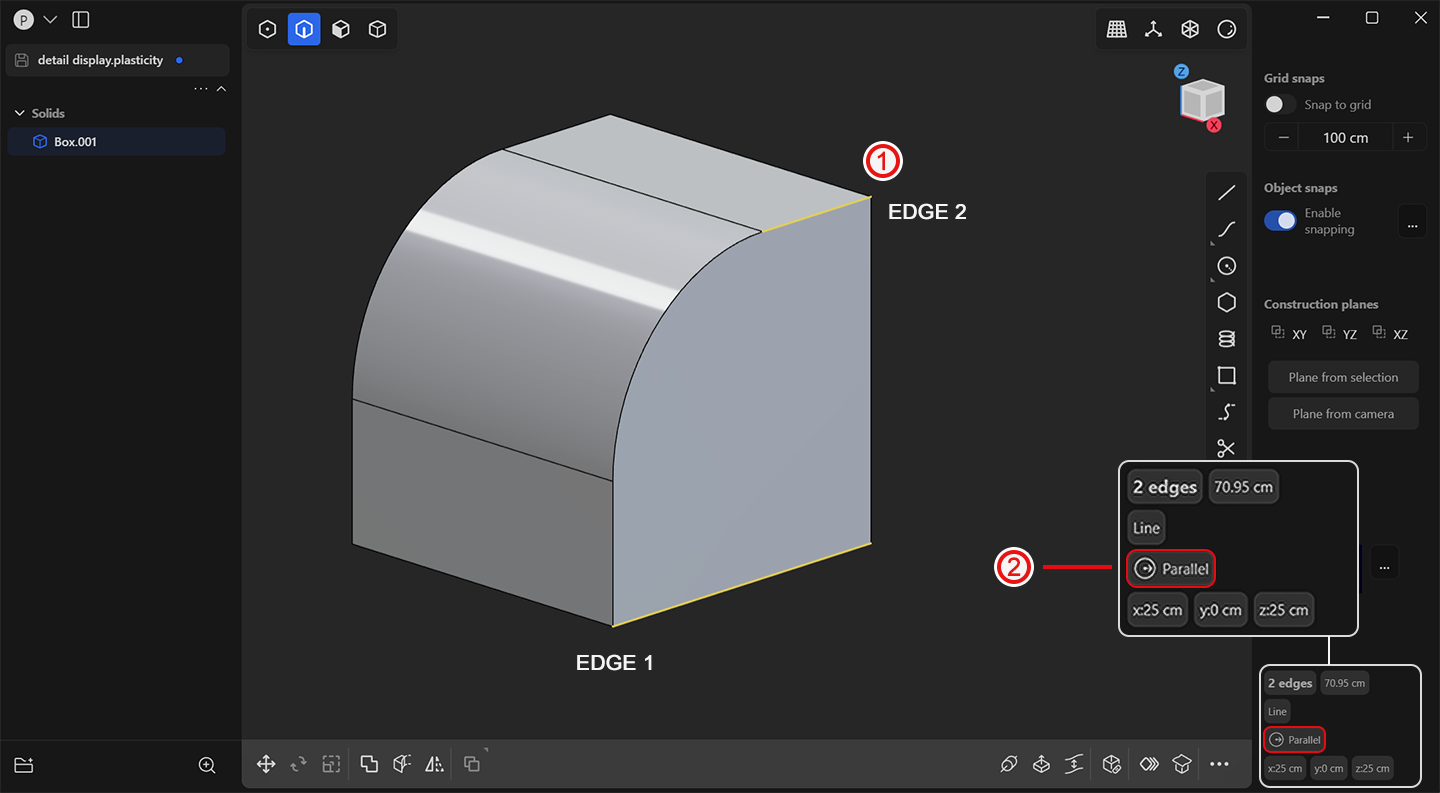 P
detail display.plasticity
...
Solids
Box.001
Z
X
1
EDGE 2
EDGE 1
Grid snaps
Snap to grid
100 cm
Object snaps
Enable
snapping
...
Construction planes
XY YZ XZ
Plane from selection
Plane from camera
...
2
2 edges 70.95 cm
Line
Parallel
x:25 cm y:0 cm z:25 cm
2 edges 70.95 cm
Line
Parallel
x:25 cm y:0 cm z:25 cm